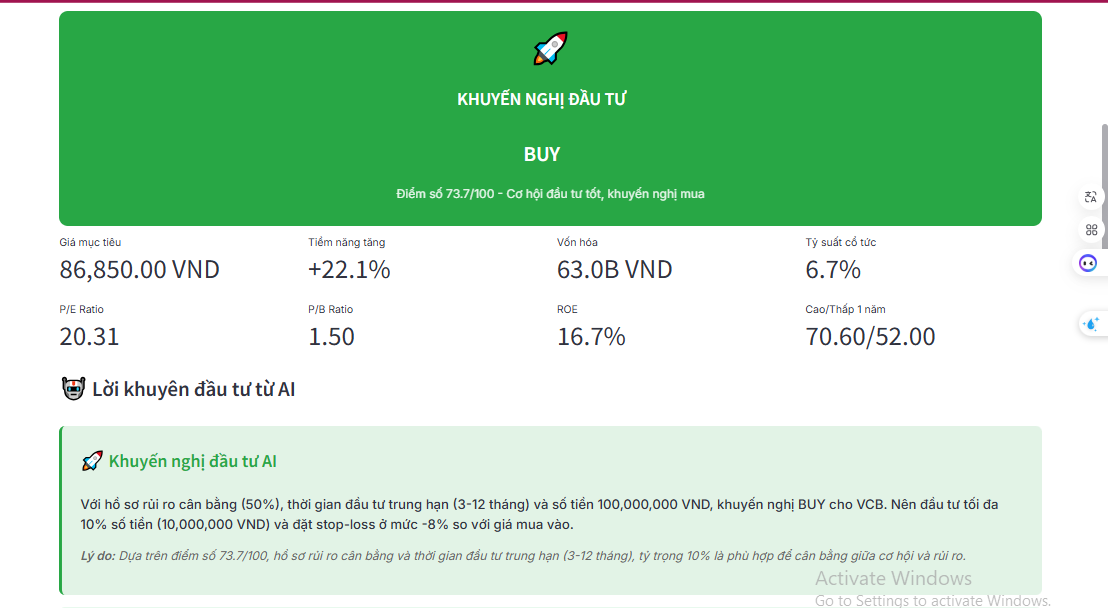 KHUYẾN NGHỊ ĐẦU TƯ
BUY
Điểm số 73.7/100 - Cơ hội đầu tư tốt, khuyến nghị mua
Giá mục tiêu
86,850.00 VND
Tiềm năng tăng
+22.1%
Vốn hóa
63.0B VND
Tỷ suất cổ tức
6.7%
P/E Ratio
20.31
P/B Ratio
1.50
ROE
16.7%
Cao/Thấp 1 năm
70.60/52.00
Lời khuyên đầu tư từ AI
Khuyến nghị đầu tư AI
Với hồ sơ rủi ro cân bằng (50%), thời gian đầu tư trung hạn (3-12 tháng) và số tiền 100,000,000 VND, khuyến nghị BUY cho VCB. Nên đầu tư tối đa
10% số tiền (10,000,000 VND) và đặt stop-loss ở mức -8% so với giá mua vào.
Lý do: Dựa trên điểm số 73.7/100, hồ sơ rủi ro cân bằng và thời gian đầu tư trung hạn (3-12 tháng), tỷ trọng 10% là phù hợp để cân bằng giữa cơ hội và rủi ro.
Activate Windows
Go to Settings to activate Windows.